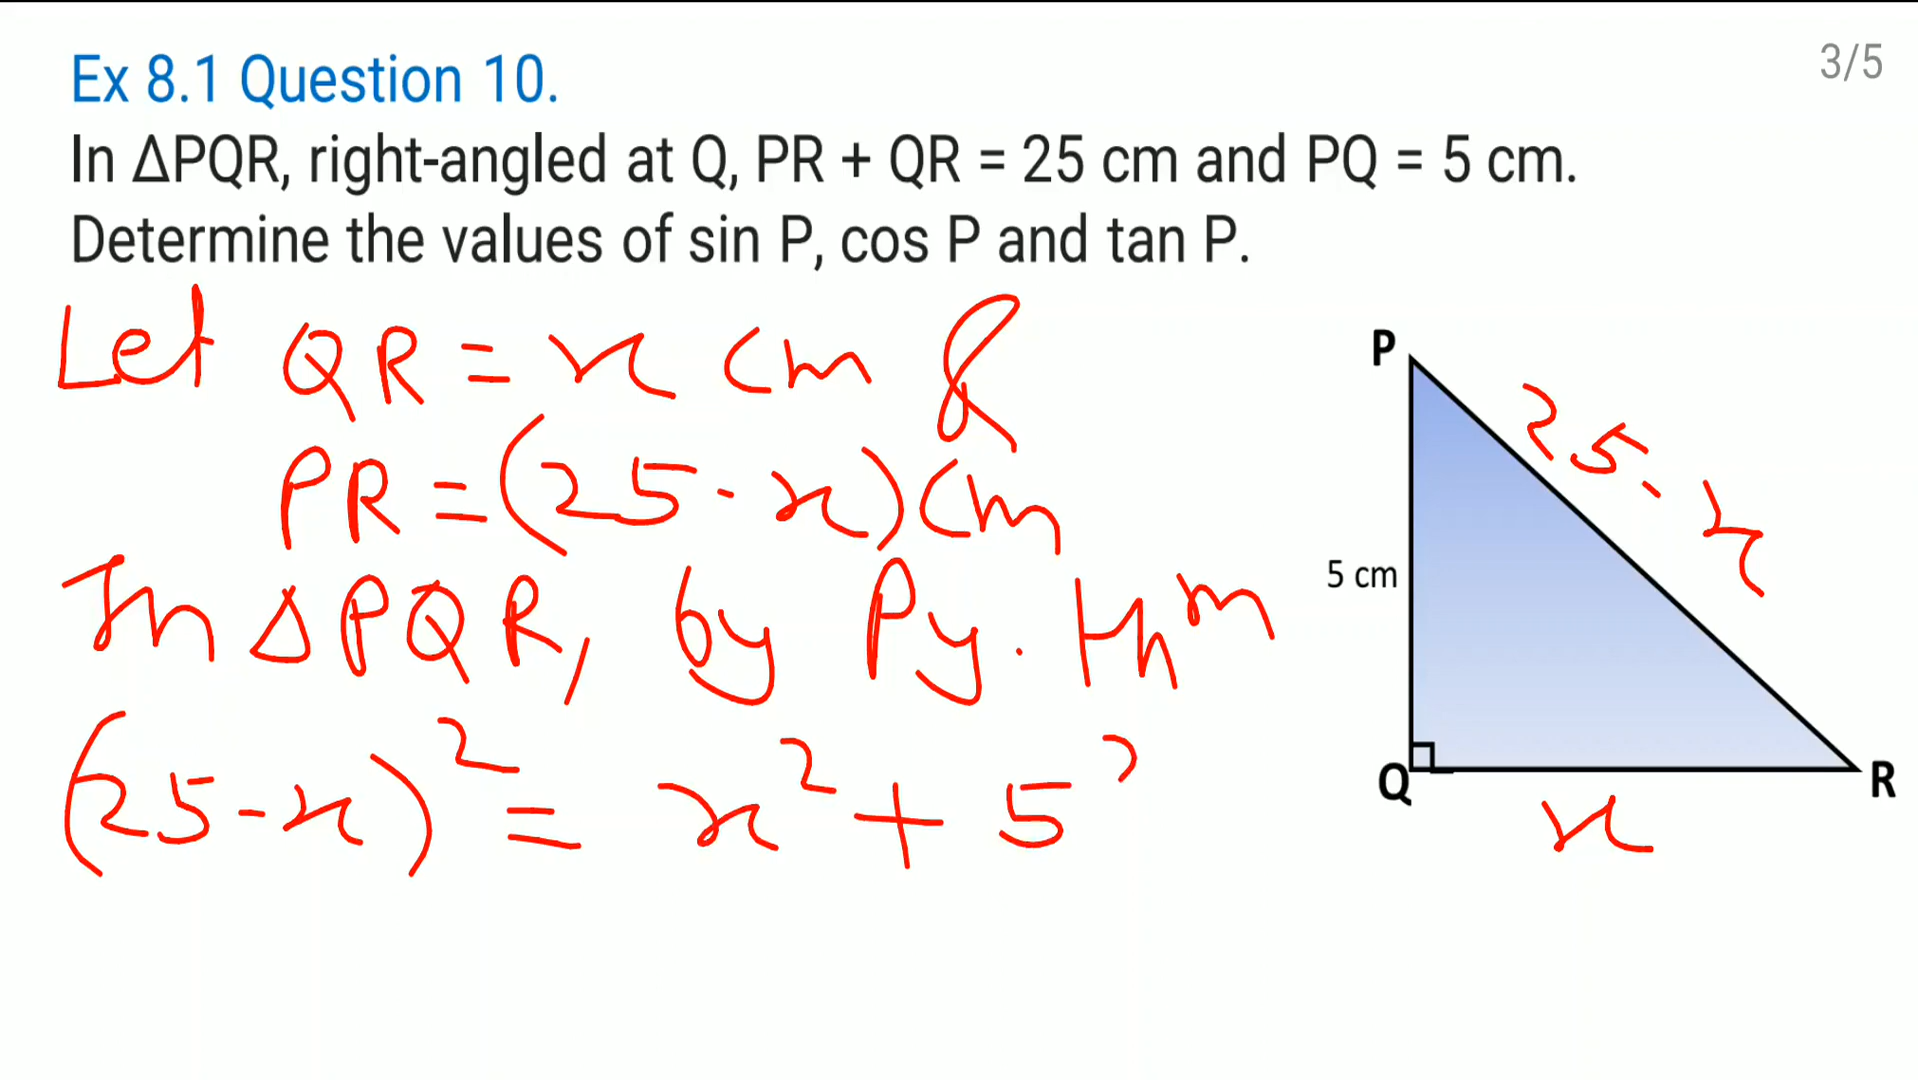 3/5
Ex 8.1 Question 10.
In ΔPQR, right-angled at Q, PR + QR = 25 cm and PQ = 5 cm.
Determine the values of sin P, cos P and tan P.
Let QR = x cm &
PR = (25 - x) cm
In Δ PQR, by Py. thm
(25 - x)² = x² + 5²
P
25 - x
5 cm
Q
R
x